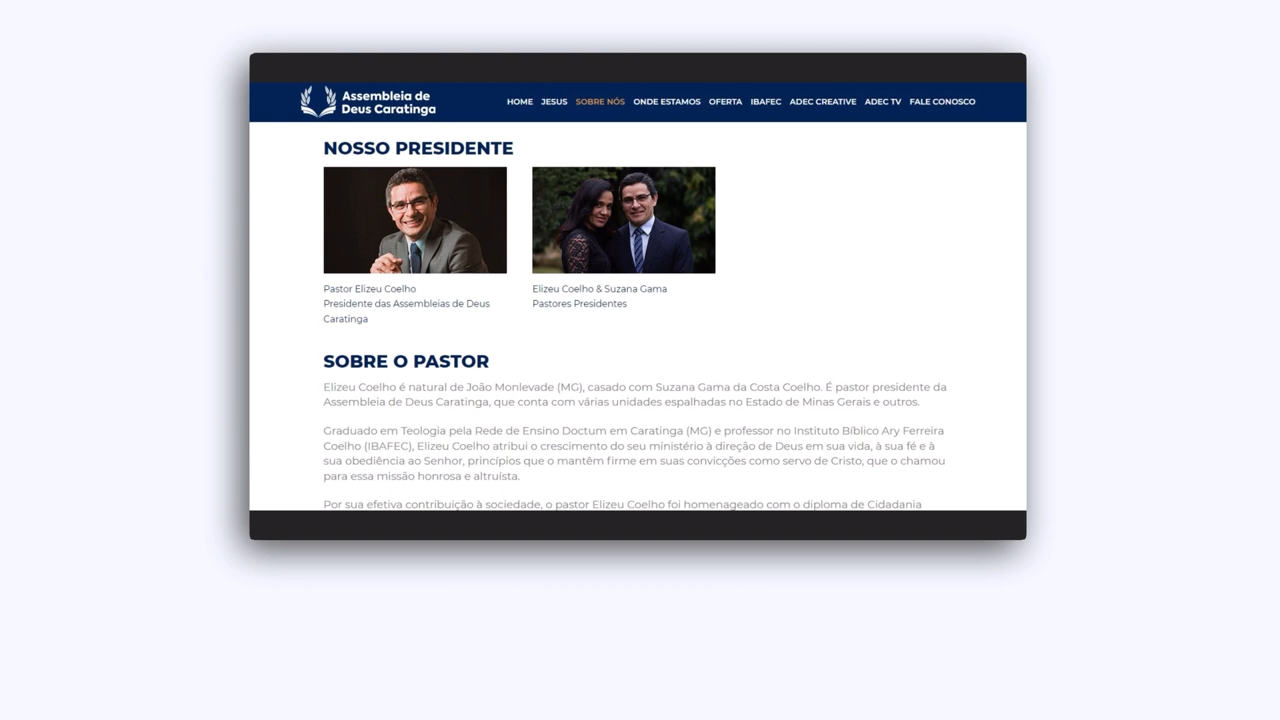 Assembleia de
Deus Caratinga
HOME JESUS SOBRE NÓS ONDE ESTAMOS OFERTA IBAFEC ADEC CREATIVE ADEC TV FALE CONOSCO
NOSSO PRESIDENTE
Pastor Elizeu Coelho
Presidente das Assembleias de Deus
Caratinga
Elizeu Coelho & Suzana Gama
Pastores Presidentes
SOBRE O PASTOR
Elizeu Coelho é natural de João Monlevade (MG), casado com Suzana Gama da Costa Coelho. É pastor presidente da
Assembleia de Deus Caratinga, que conta com várias unidades espalhadas no Estado de Minas Gerais e outros.
Graduado em Teologia pela Rede de Ensino Doctum em Caratinga (MG) e professor no Instituto Bíblico Ary Ferreira
Coelho (IBAFEC), Elizeu Coelho atribui o crescimento do seu ministério à direção de Deus em sua vida, à sua fé e à
sua obediência ao Senhor, princípios que o mantêm firme em suas convicções como servo de Cristo, que o chamou
para essa missão honrosa e altruísta.
Por sua efetiva contribuição à sociedade, o pastor Elizeu Coelho foi homenageado com o diploma de Cidadania